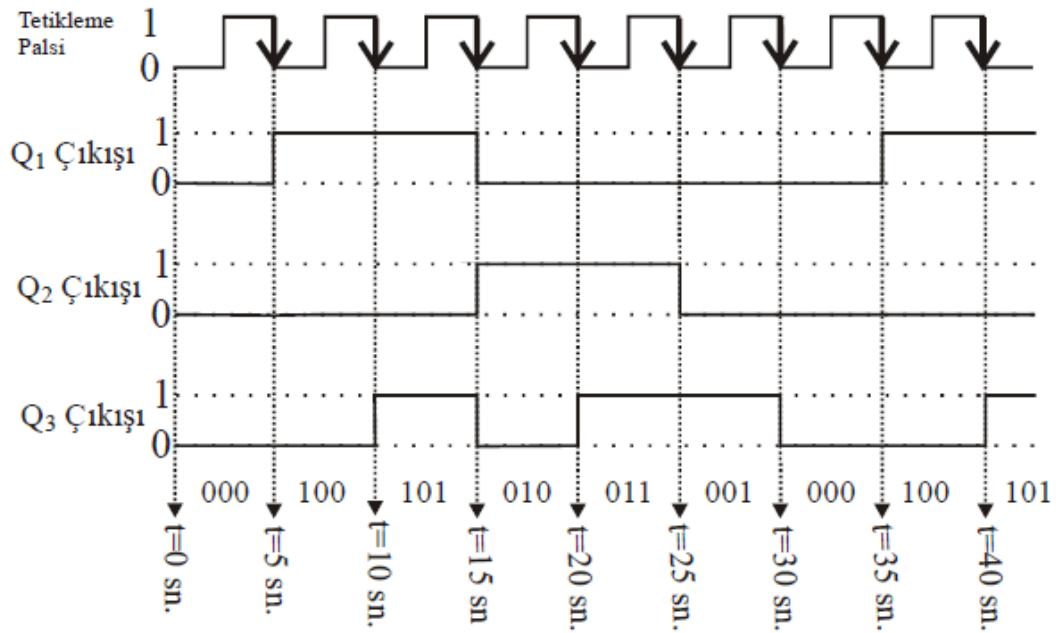 Tetikleme
Palsi
1
0
Q₁ Çıkışı
1
0
Q₂ Çıkışı
1
0
Q₃ Çıkışı
1
0
000 100 101 010 011 001 000 100 101
t=0 sn.
t=5 sn.
t=10 sn.
t=15 sn
t=20 sn.
t=25 sn.
t=30 sn.
t=35 sn.
t=40 sn.